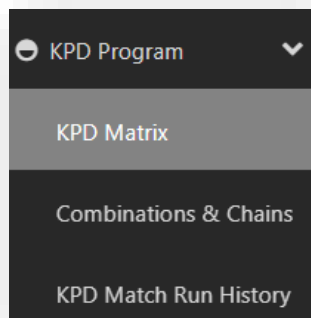 KPD Program
KPD Matrix
Combinations & Chains
KPD Match Run History